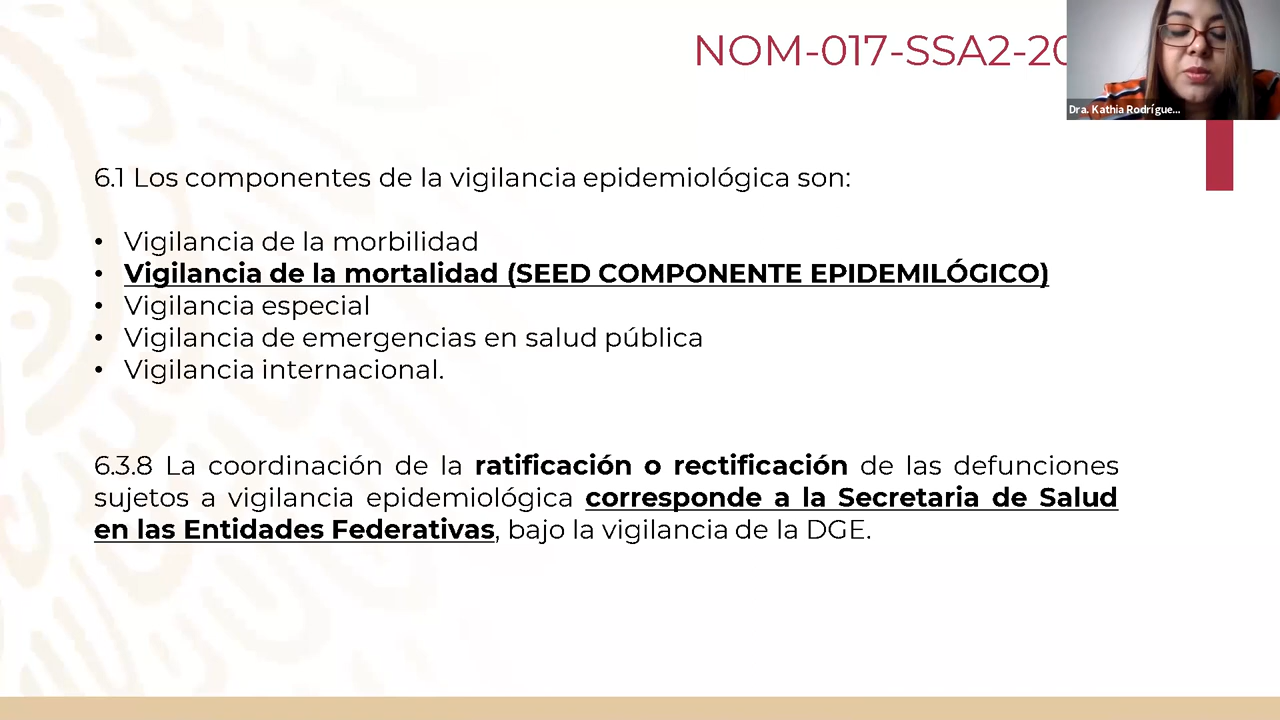 NOM-017-SSA2-20
Dra. Kathia Rodrígue...
6.1 Los componentes de la vigilancia epidemiológica son:
• Vigilancia de la morbilidad
• Vigilancia de la mortalidad (SEED COMPONENTE EPIDEMILÓGICO)
• Vigilancia especial
• Vigilancia de emergencias en salud pública
• Vigilancia internacional.
6.3.8 La coordinación de la ratificación o rectificación de las defunciones
sujetos a vigilancia epidemiológica corresponde a la Secretaria de Salud
en las Entidades Federativas, bajo la vigilancia de la DGE.